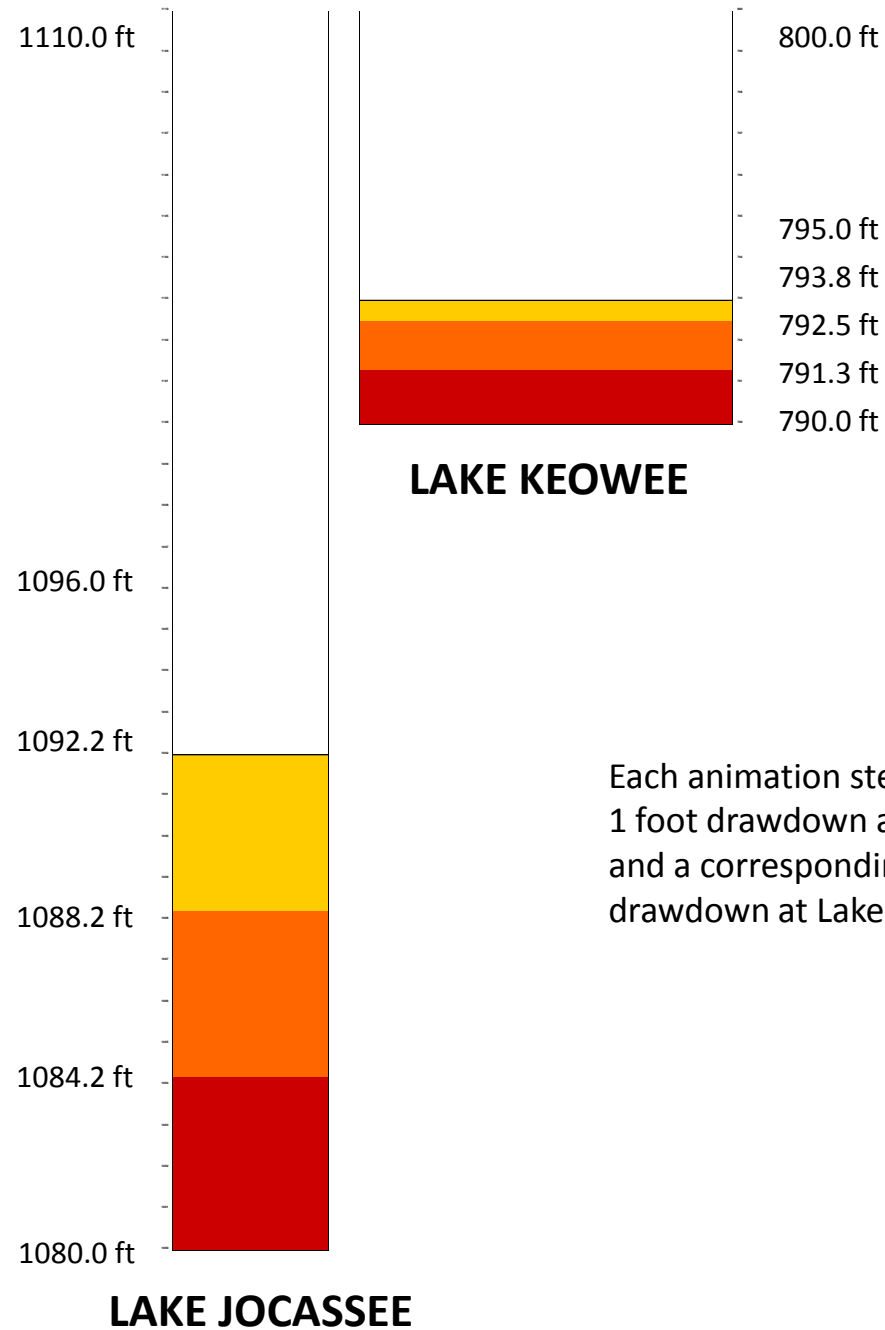 1110.0 ft
800.0 ft
795.0 ft
793.8 ft
792.5 ft
791.3 ft
790.0 ft
LAKE KEOWEE
1096.0 ft
1092.2 ft
Each animation ste
1 foot drawdown a
and a correspondin
drawdown at Lake
1088.2 ft
1084.2 ft
1080.0 ft
LAKE JOCASSEE